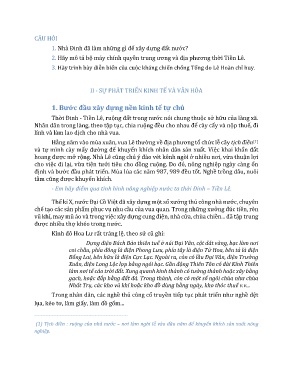 CÂU HỎI
1. Nhà Đinh đã làm những gì để xây dựng đất nước?
2. Hãy mô tả bộ máy chính quyền trung ương và địa phương thời Tiền Lê.
3. Hãy trình bày diễn biến của cuộc kháng chiến chống Tống do Lê Hoàn chỉ huy.
II - SỰ PHÁT TRIỂN KINH TẾ VÀ VĂN HÓA
1. Bước đầu xây dựng nền kinh tế tự chủ
Thời Đinh - Tiền Lê, ruộng đất trong nước nói chung thuộc sở hữu của làng xã.
Nhân dân trong làng, theo tập tục, chia ruộng đều cho nhau để cày cấy và nộp thuế, đi
lính và làm lao dịch cho nhà vua.
Hằng năm vào mùa xuân, vua Lê thường về địa phương tổ chức lễ cày tịch điền[1]
và tự mình cày mấy đường để khuyến khích nhân dân sản xuất. Việc khai khẩn đất
hoang được mở rộng. Nhà Lê cũng chú ý đào vét kênh ngòi ở nhiều nơi, vừa thuận lợi
cho việc đi lại, vừa tiện tưới tiêu cho đồng ruộng. Do đó, nông nghiệp ngày càng ổn
định và bước đầu phát triển. Mùa lúa các năm 987, 989 đều tốt. Nghề trồng dâu, nuôi
tằm cũng được khuyến khích.
- Em hãy điểm qua tình hình nông nghiệp nước ta thời Đinh – Tiền Lê.
Thế kỉ X, nước Đại Cồ Việt đã xây dựng một số xưởng thủ công nhà nước, chuyên
chế tạo các sản phẩm phục vụ nhu cầu của vua quan. Trong những xưởng đúc tiền, rèn
vũ khí, may mũ áo và trong việc xây dựng cung điện, nhà cửa, chùa chiền... đã tập trung
được nhiều thợ khéo trong nước.
Kinh đô Hoa Lư rất tráng lệ, theo sử cũ ghi:
Dựng điện Bách Bảo thiên tuế ở núi Đại Vân, cột dát vàng, bạc làm nơi
coi chầu, phía đông là điện Phong Lưu, phía tây là điện Tử Hoa, bên tả là điện
Bồng Lai, bên hữu là điện Cực Lạc. Ngoài ra, còn có lầu Đại Vân, điện Trường
Xuân, điện Long Lộc lợp bằng ngói bạc. Gần động Thiên Tôn có đài Kính Thiên
làm nơi tế của trời đất. Xung quanh kinh thành có tường thành hoặc xây bằng
gạch, hoặc đắp bằng đất đá. Trong thành, còn có một số ngôi chùa như chùa
Nhất Trụ, các kho vũ khí hoặc kho đồ dùng hằng ngày, kho thóc thuế v.v...
Trong nhân dân, các nghề thủ công cổ truyền tiếp tục phát triển như nghề dệt
lụa, kéo tơ, làm giấy, làm đồ gốm...
[1] Tịch điền : ruộng của nhà nước – nơi làm nghi lễ vào đầu năm để khuyến khích sản xuất nông
nghiệp.